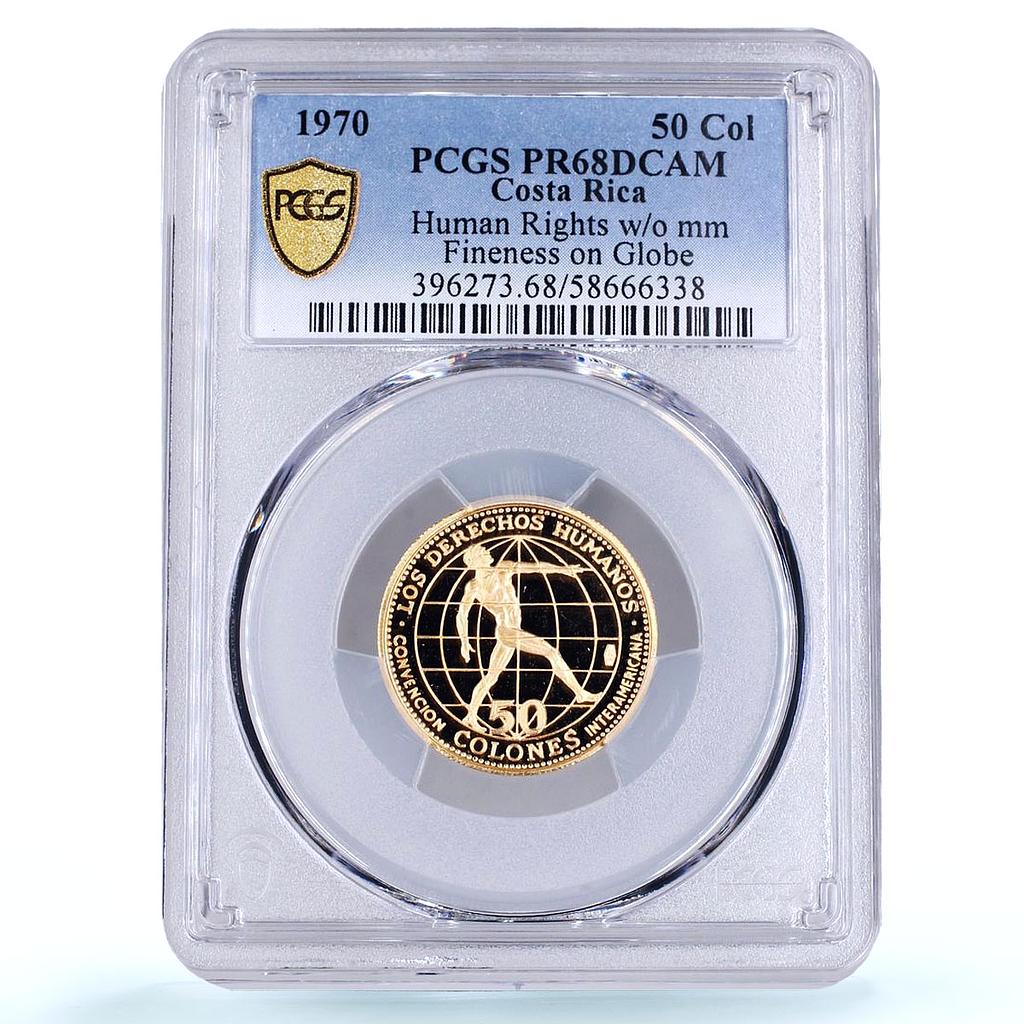 1970 50 Col
PCGS PR68DCAM
Costa Rica
PCGS
Human Rights w/o mm
Fineness on Globe
396273.68/58666338
· LOS DERECHOS HUMANOS ·
CONVENCION
INTERAMERICANA
50
COLONES